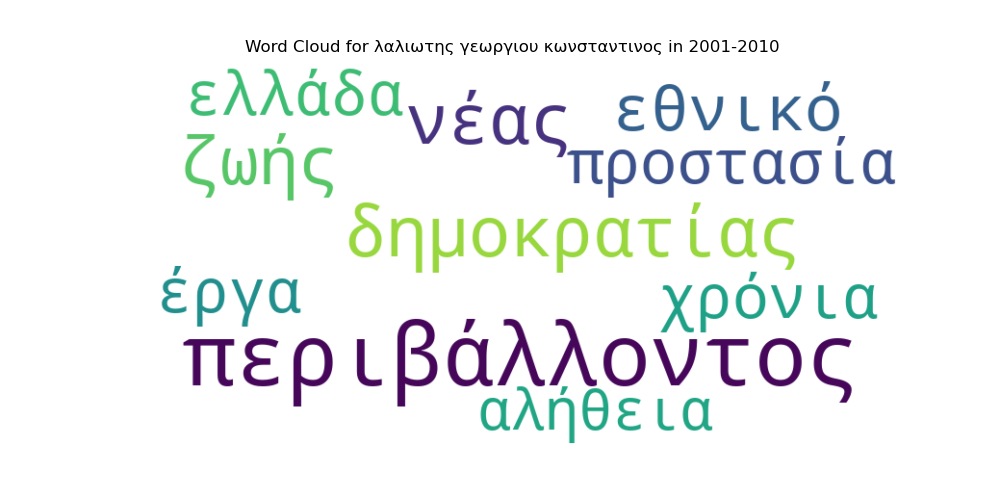 Word Cloud for λαλιωτης γεωργιου κωνσταντινος in 2001-2010
ελλάδα νέας εθνικό
ζωής προστασία
δημοκρατίας
έργα χρόνια
περιβάλλοντος
αλήθεια